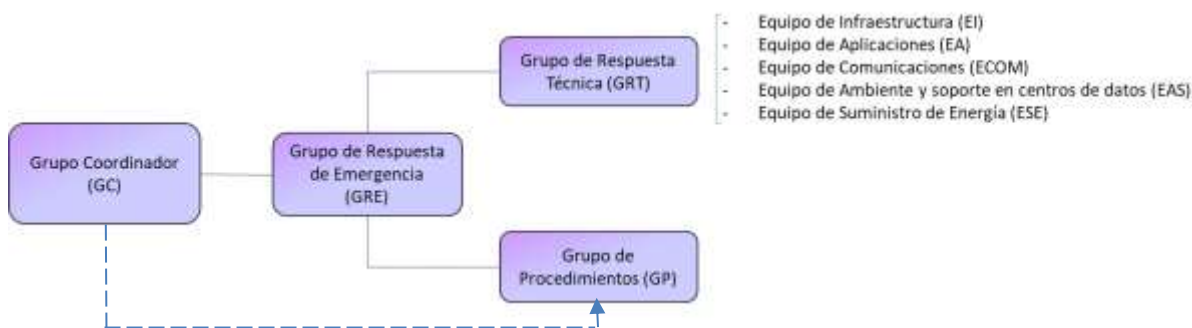 Grupo Coordinador
(GC)
Grupo de Respuesta
de Emergencia
(GRE)
Grupo de Respuesta
Técnica (GRT)
- Equipo de Infraestructura (EI)
- Equipo de Aplicaciones (EA)
- Equipo de Comunicaciones (ECOM)
- Equipo de Ambiente y soporte en centros de datos (EAS)
- Equipo de Suministro de Energía (ESE)
Grupo de
Procedimientos (GP)